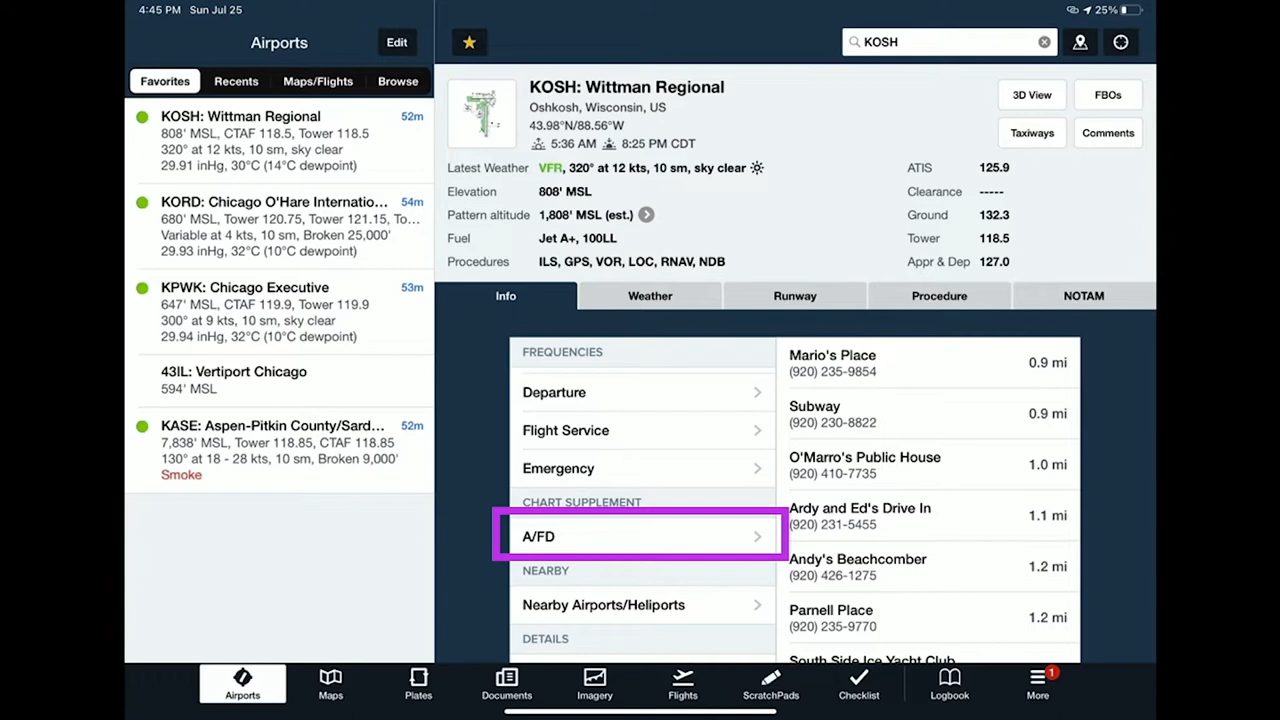 4:45 PM Sun Jul 25
25%
Airports
Edit
Favorites
Recents
Maps/Flights
Browse
KOSH: Wittman Regional
52m
808' MSL, CTAF 118.5, Tower 118.5
320° at 12 kts, 10 sm, sky clear
29.91 inHg, 30°C (14°C dewpoint)
KORD: Chicago O'Hare Internatio...
54m
680' MSL, Tower 120.75, Tower 121.15, To...
Variable at 4 kts, 10 sm, Broken 25,000'
29.93 inHg, 32°C (10°C dewpoint)
KPWK: Chicago Executive
53m
647' MSL, CTAF 119.9, Tower 119.9
300° at 9 kts, 10 sm, sky clear
29.94 inHg, 32°C (10°C dewpoint)
43IL: Vertiport Chicago
594' MSL
KASE: Aspen-Pitkin County/Sard...
52m
7,838' MSL, Tower 118.85, CTAF 118.85
130° at 18 - 28 kts, 10 sm, Broken 9,000'
Smoke
KOSH
KOSH: Wittman Regional
Oshkosh, Wisconsin, US
43.98°N/88.56°W
5:36 AM 8:25 PM CDT
3D View
FBOs
Taxiways
Comments
Latest Weather VFR, 320° at 12 kts, 10 sm, sky clear
Elevation 808' MSL
Pattern altitude 1,808' MSL (est.)
Fuel Jet A+, 100LL
Procedures ILS, GPS, VOR, LOC, RNAV, NDB
ATIS 125.9
Clearance -----
Ground 132.3
Tower 118.5
Appr & Dep 127.0
Info
Weather
Runway
Procedure
NOTAM
FREQUENCIES
Departure
Flight Service
Emergency
CHART SUPPLEMENT
A/FD
NEARBY
Nearby Airports/Heliports
DETAILS
Mario's Place
(920) 235-9854
0.9 mi
Subway
(920) 230-8822
0.9 mi
O'Marro's Public House
(920) 410-7735
1.0 mi
Ardy and Ed's Drive In
(920) 231-5455
1.1 mi
Andy's Beachcomber
(920) 426-1275
1.2 mi
Parnell Place
(920) 235-9770
1.2 mi
South Side Ice Yacht Club
Airports
Maps
Plates
Documents
Imagery
Flights
ScratchPads
Checklist
Logbook
More
1